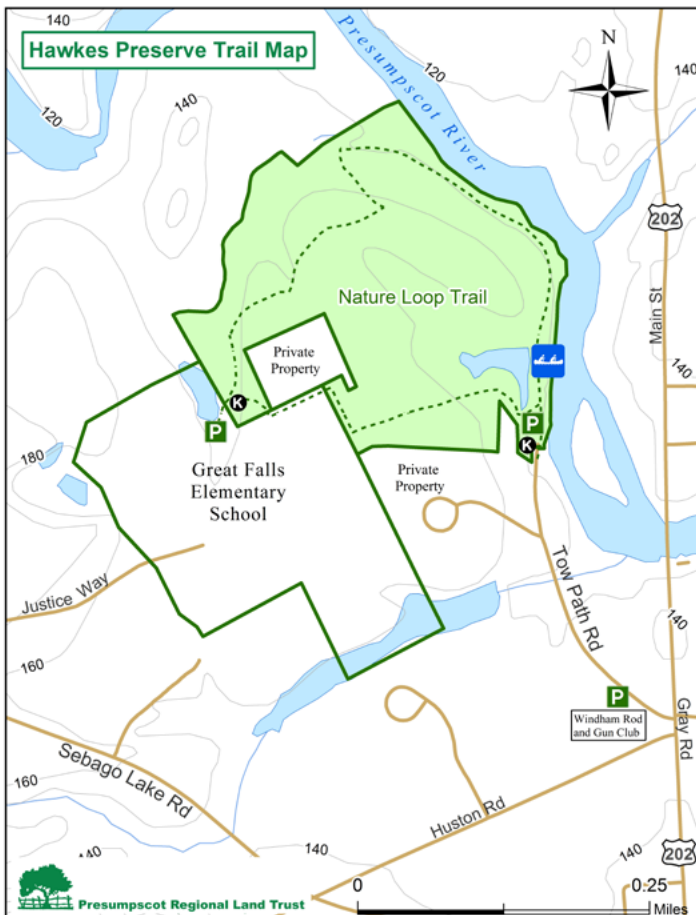 140
140
Hawkes Preserve Trail Map
N
120
140
140
120
Presumpscot River
202
Main St
Nature Loop Trail
Private
Property
140
K
P
P
K
180
Great Falls
Elementary
School
Private
Property
Tow Path Rd
Justice Way
140
160
P
Windham Rod
and Gun Club
Gray Rd
Sebago Lake Rd
160
Huston Rd
140
140
140
202
0
0.25
Miles
Presumpscot Regional Land Trust